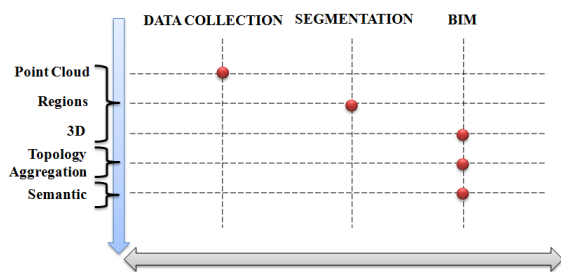 DATA COLLECTION SEGMENTATION BIM
Point Cloud
Regions
3D
Topology
Aggregation
Semantic